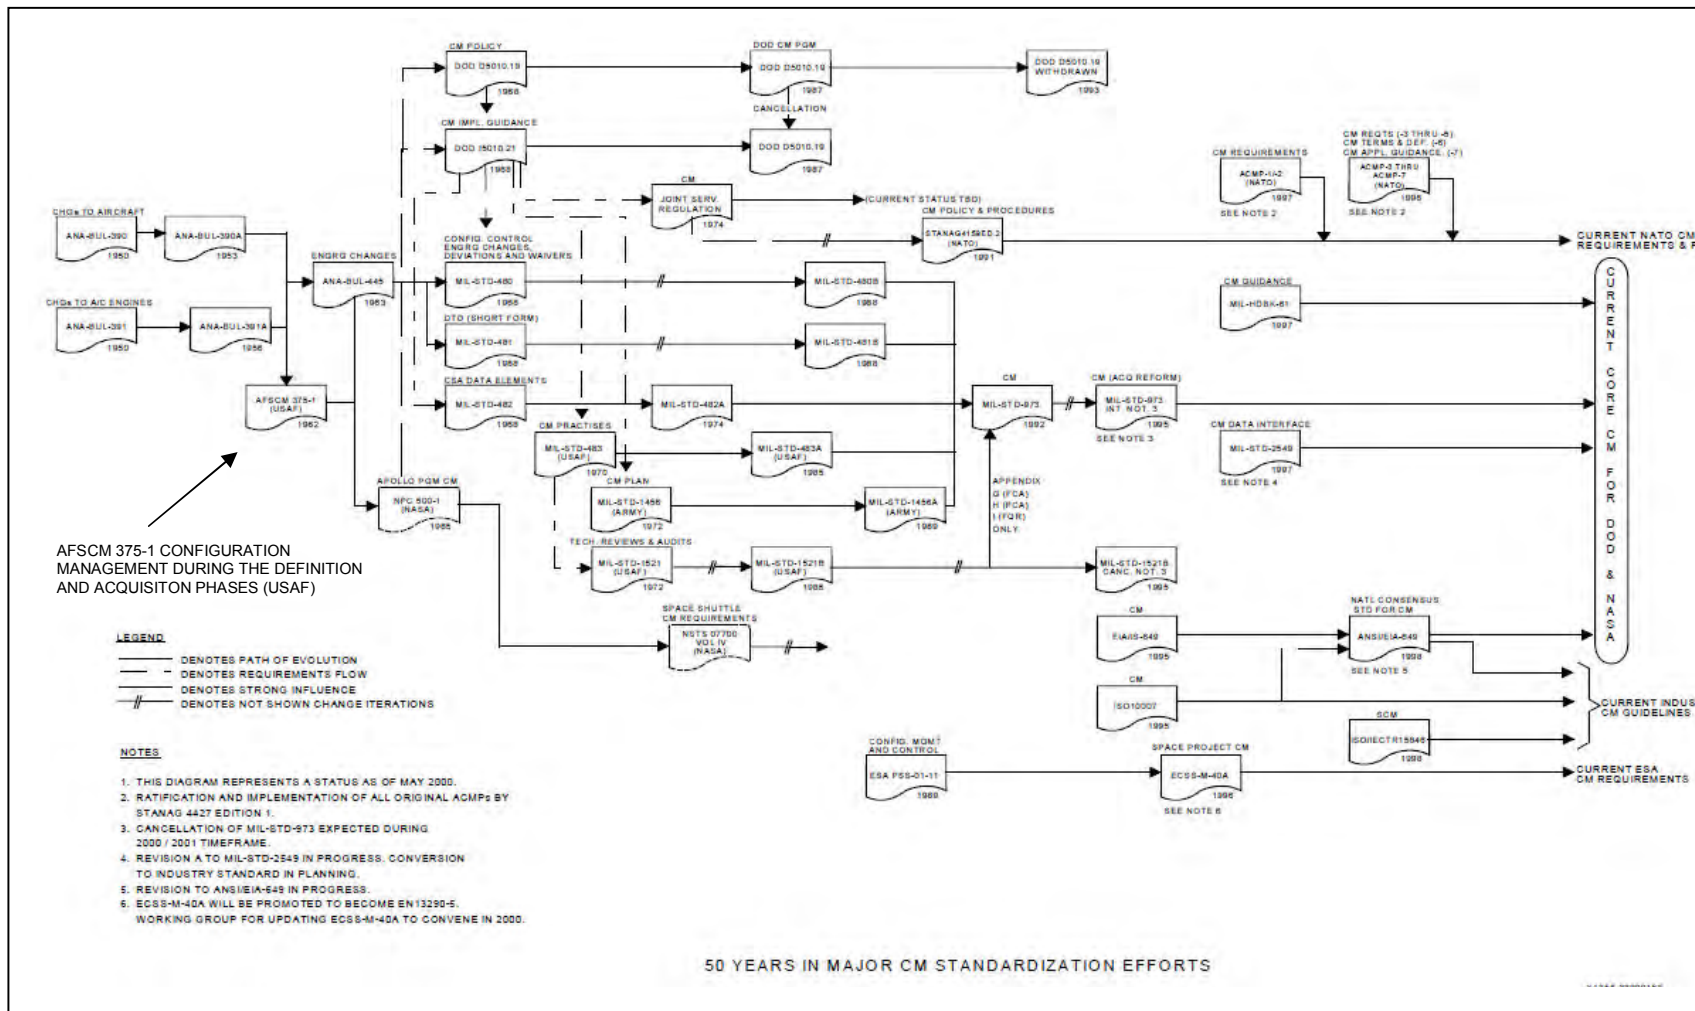 CM POLICY
DOD D5010.19
1968
DOD CM PGM
DOD D5010.19
1987
DOD D5010.19
WITHDRAWN
1993
CANCELLATION
CM IMPL. GUIDANCE
DOD I5010.21
1968
DOD D5010.19
1987
CM REQTS (-3 THRU -5)
CM TERMS & DEF. (-6)
CM APPL. GUIDANCE. (-7)
CM REQUIREMENTS
ACMP-1/-2
(NATO)
1997
SEE NOTE 2
ACMP-3 THRU
ACMP-7
(NATO)
SEE NOTE 2
CM
JOINT SERV.
REGULATION
1974
(CURRENT STATUS TBD)
CM POLICY & PROCEDURES
STANAG4159ED.2
(NATO)
1991
CURRENT NATO CM
REQUIREMENTS & P
CHGs TO AIRCRAFT
ANA-BUL-390
1950
ANA-BUL-390A
1953
ENGRG CHANGES
ANA-BUL-445
1963
CONFIG. CONTROL
ENGRG CHANGES,
DEVIATIONS AND WAIVERS
MIL-STD-480
1968
MIL-STD-480B
1988
CM GUIDANCE
MIL-HDBK-61
1997
CHGs TO A/C ENGINES
ANA-BUL-391
1950
ANA-BUL-391A
1956
DTO (SHORT FORM)
MIL-STD-481
1968
MIL-STD-481B
1988
AFSCM 375-1
(USAF)
1962
CSA DATA ELEMENTS
MIL-STD-482
1968
MIL-STD-482A
1974
CM
MIL-STD-973
1992
CM (ACQ REFORM)
MIL-STD-973
INT. NOT. 3
1995
SEE NOTE 3
CM PRACTISES
MIL-STD-483
(USAF)
1970
MIL-STD-483A
(USAF)
1985
CM DATA INTERFACE
MIL-STD-2549
1997
SEE NOTE 4
APOLLO PGM CM
NPC 500-1
(NASA)
CM PLAN
MIL-STD-1456
(ARMY)
1972
MIL-STD-1456A
(ARMY)
1989
APPENDIX
G (FCA)
H (PCA)
I (FQR)
ONLY.
TECH. REVIEWS & AUDITS
MIL-STD-1521
(USAF)
1972
MIL-STD-1521B
(USAF)
MIL-STD-1521B
CANC. NOT. 3
1995
AFSCM 375-1 CONFIGURATION
MANAGEMENT DURING THE DEFINITION
AND ACQUISITON PHASES (USAF)
SPACE SHUTTLE
CM REQUIREMENTS
NSTS 07700
VOL IV
(NASA)
CM
EIA/IS-649
1995
NATL CONSENSUS
STD FOR CM
ANSI/EIA-649
1998
SEE NOTE 5
CURRENT CORE CM FOR DOD & NASA
CM
ISO10007
1995
SCM
ISO/IECTR15846
1998
CURRENT INDUS
CM GUIDELINES
CONFIG. MGMT
AND CONTROL
ESA PSS-01-11
1989
SPACE PROJECT CM
ECSS-M-40A
1996
SEE NOTE 6
CURRENT ESA
CM REQUIREMENTS
LEGEND
DENOTES PATH OF EVOLUTION
DENOTES REQUIREMENTS FLOW
DENOTES STRONG INFLUENCE
DENOTES NOT SHOWN CHANGE ITERATIONS
NOTES
1. THIS DIAGRAM REPRESENTS A STATUS AS OF MAY 2000.
2. RATIFICATION AND IMPLEMENTATION OF ALL ORIGINAL ACMPs BY
STANAG 4427 EDITION 1.
3. CANCELLATION OF MIL-STD-973 EXPECTED DURING
2000 / 2001 TIMEFRAME.
4. REVISION A TO MIL-STD-2549 IN PROGRESS. CONVERSION
TO INDUSTRY STANDARD IN PLANNING.
5. REVISION TO ANSI/EIA-649 IN PROGRESS.
6. ECSS-M-40A WILL BE PROMOTED TO BECOME EN13290-5.
WORKING GROUP FOR UPDATING ECSS-M-40A TO CONVENE IN 2000.
50 YEARS IN MAJOR CM STANDARDIZATION EFFORTS